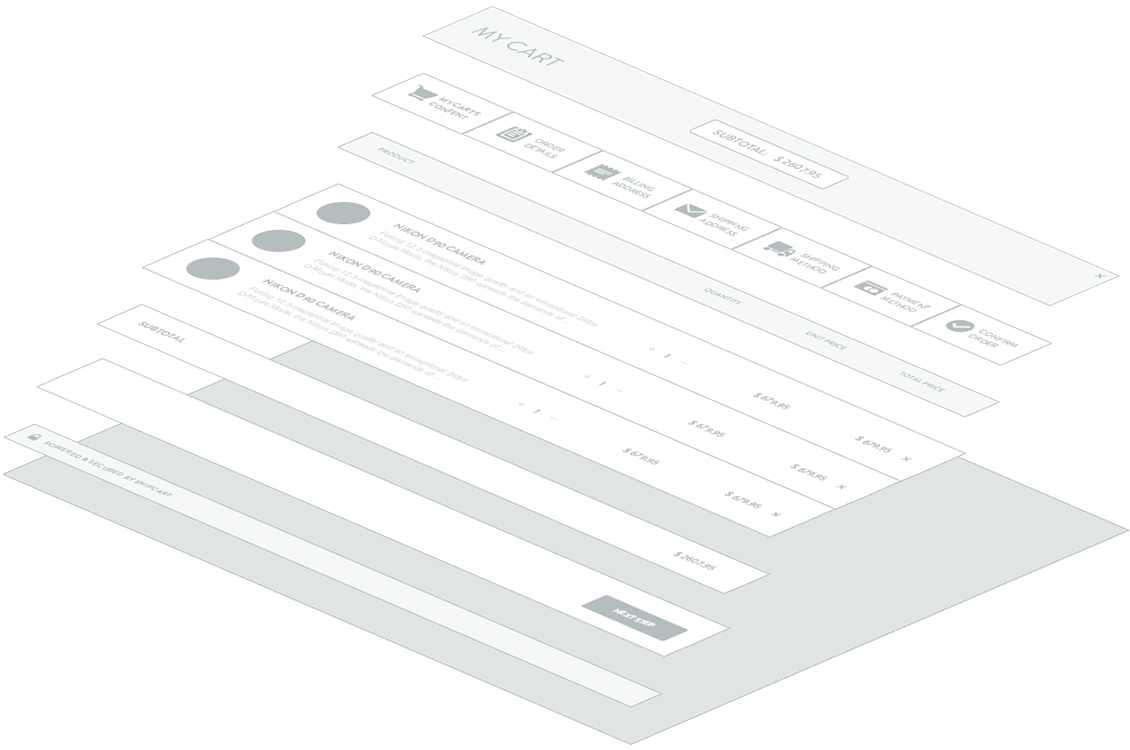 MY CART
SUBTOTAL: $ 2607.95
×
MY CARTS
CONTENT
ORDER
DETAILS
BILLING
ADDRESS
SHIPPING
ADDRESS
SHIPPING
METHOD
PAYMENT
METHOD
CONFIRM
ORDER
PRODUCT
QUANTITY
UNIT PRICE
TOTAL PRICE
NIKON D90 CAMERA
Fusing 12.3-megapixel image quality and an exceptional 24fps
D-Movie Mode, the Nikon D90 exceeds the demands of ...
+ 1 -
$ 679.95
$ 679.95
×
NIKON D90 CAMERA
Fusing 12.3-megapixel image quality and an exceptional 24fps
D-Movie Mode, the Nikon D90 exceeds the demands of ...
+ 1 -
$ 679.95
$ 679.95
×
NIKON D90 CAMERA
Fusing 12.3-megapixel image quality and an exceptional 24fps
D-Movie Mode, the Nikon D90 exceeds the demands of ...
+ 1 -
$ 679.95
$ 679.95
×
SUBTOTAL
$ 2607.95
NEXT STEP
POWERED & SECURED BY SNIPCART